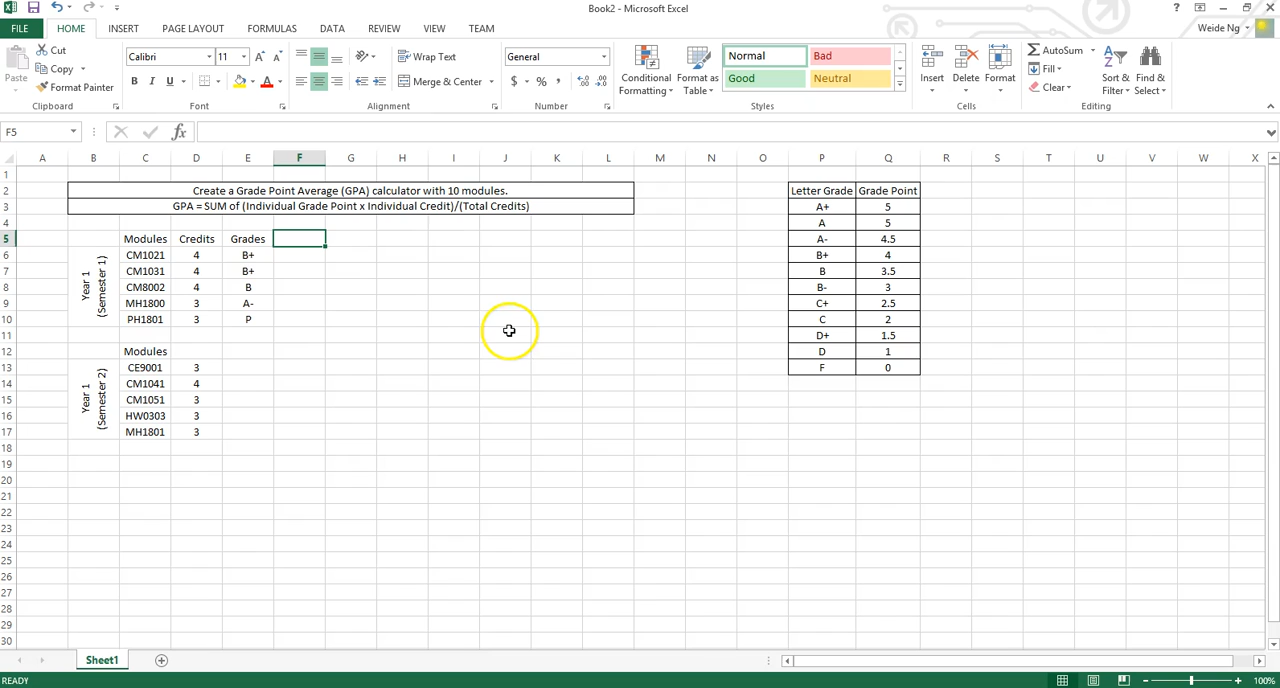 Book2 - Microsoft Excel
?
FILE HOME INSERT PAGE LAYOUT FORMULAS DATA REVIEW VIEW TEAM Weide Ng
Paste
Cut
Copy
Format Painter
Clipboard
Calibri 11
B I U
A
Font
Wrap Text
Merge & Center
Alignment
General
$ % ,
Number
Conditional
Formatting
Format as
Table
Normal Bad
Good Neutral
Styles
Insert
Delete
Format
Cells
AutoSum
Fill
Clear
Sort &
Filter
Find &
Select
Editing
F5
fx
A B C D E F G H I J K L M N O P Q R S T U V W X
1
2 Create a Grade Point Average (GPA) calculator with 10 modules. Letter Grade Grade Point
3 GPA = SUM of (Individual Grade Point x Individual Credit)/(Total Credits) A+ 5
4 A 5
5 Modules Credits Grades A- 4.5
6 CM1021 4 B+ B+ 4
7 CM1031 4 B+ B 3.5
8 CM8002 4 B B- 3
9 MH1800 3 A- C+ 2.5
10 PH1801 3 P C 2
Year 1
(Semester 1)
11 D+ 1.5
12 Modules D 1
13 CE9001 3 F 0
14 CM1041 4
15 CM1051 3
16 HW0303 3
17 MH1801 3
Year 1
(Semester 2)
18
19
20
21
22
23
24
25
26
27
28
29
30
Sheet1
READY 100%